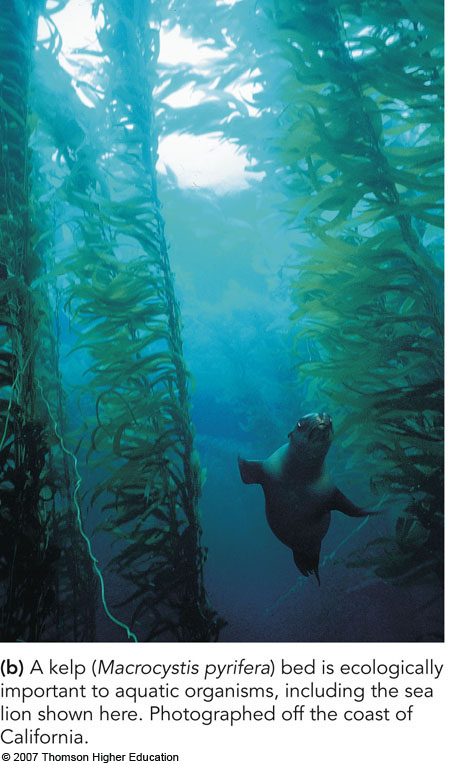 (b) A kelp (Macrocystis pyrifera) bed is ecologically
important to aquatic organisms, including the sea
lion shown here. Photographed off the coast of
California.
© 2007 Thomson Higher Education